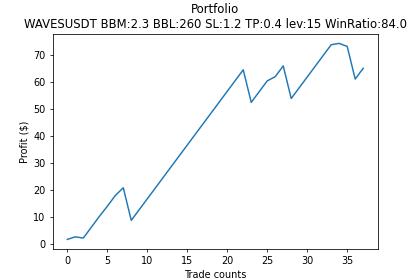 Portfolio
WAVESUSDT BBM:2.3 BBL:260 SL:1.2 TP:0.4 lev:15 WinRatio:84.0
Profit ($)
70
60
50
40
30
20
10
0
0 5 10 15 20 25 30 35
Trade counts